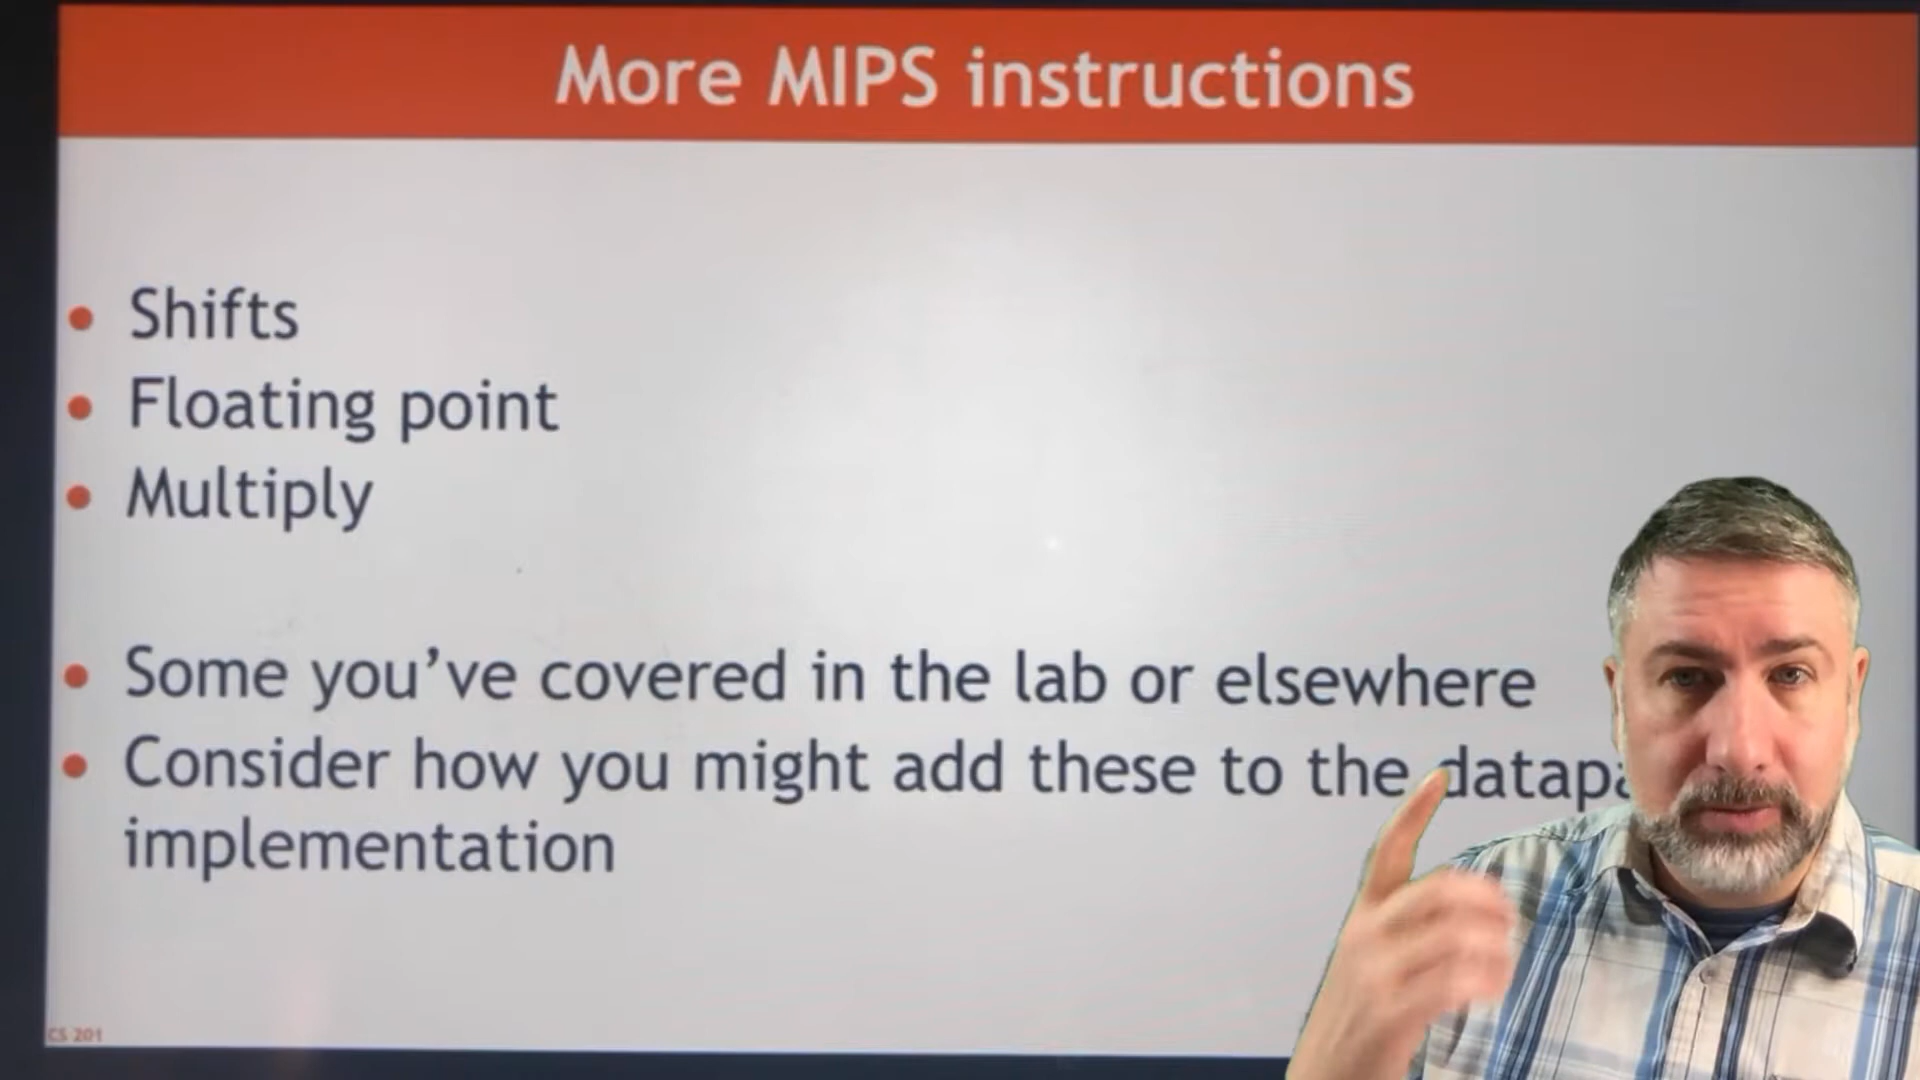 More MIPS instructions
• Shifts
• Floating point
• Multiply
• Some you've covered in the lab or elsewhere
• Consider how you might add these to the
implementation
CS 201